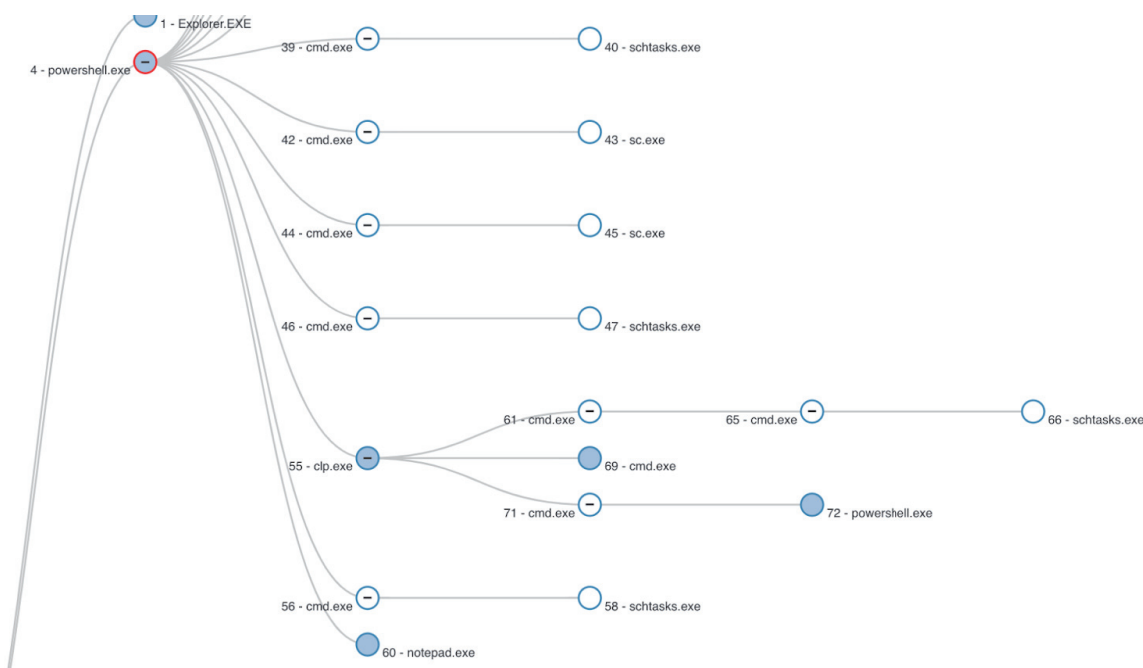 1 - Explorer.EXE
4 - powershell.exe
39 - cmd.exe
40 - schtasks.exe
42 - cmd.exe
43 - sc.exe
44 - cmd.exe
45 - sc.exe
46 - cmd.exe
47 - schtasks.exe
61 - cmd.exe
65 - cmd.exe
66 - schtasks.exe
55 - clp.exe
69 - cmd.exe
71 - cmd.exe
72 - powershell.exe
56 - cmd.exe
58 - schtasks.exe
60 - notepad.exe